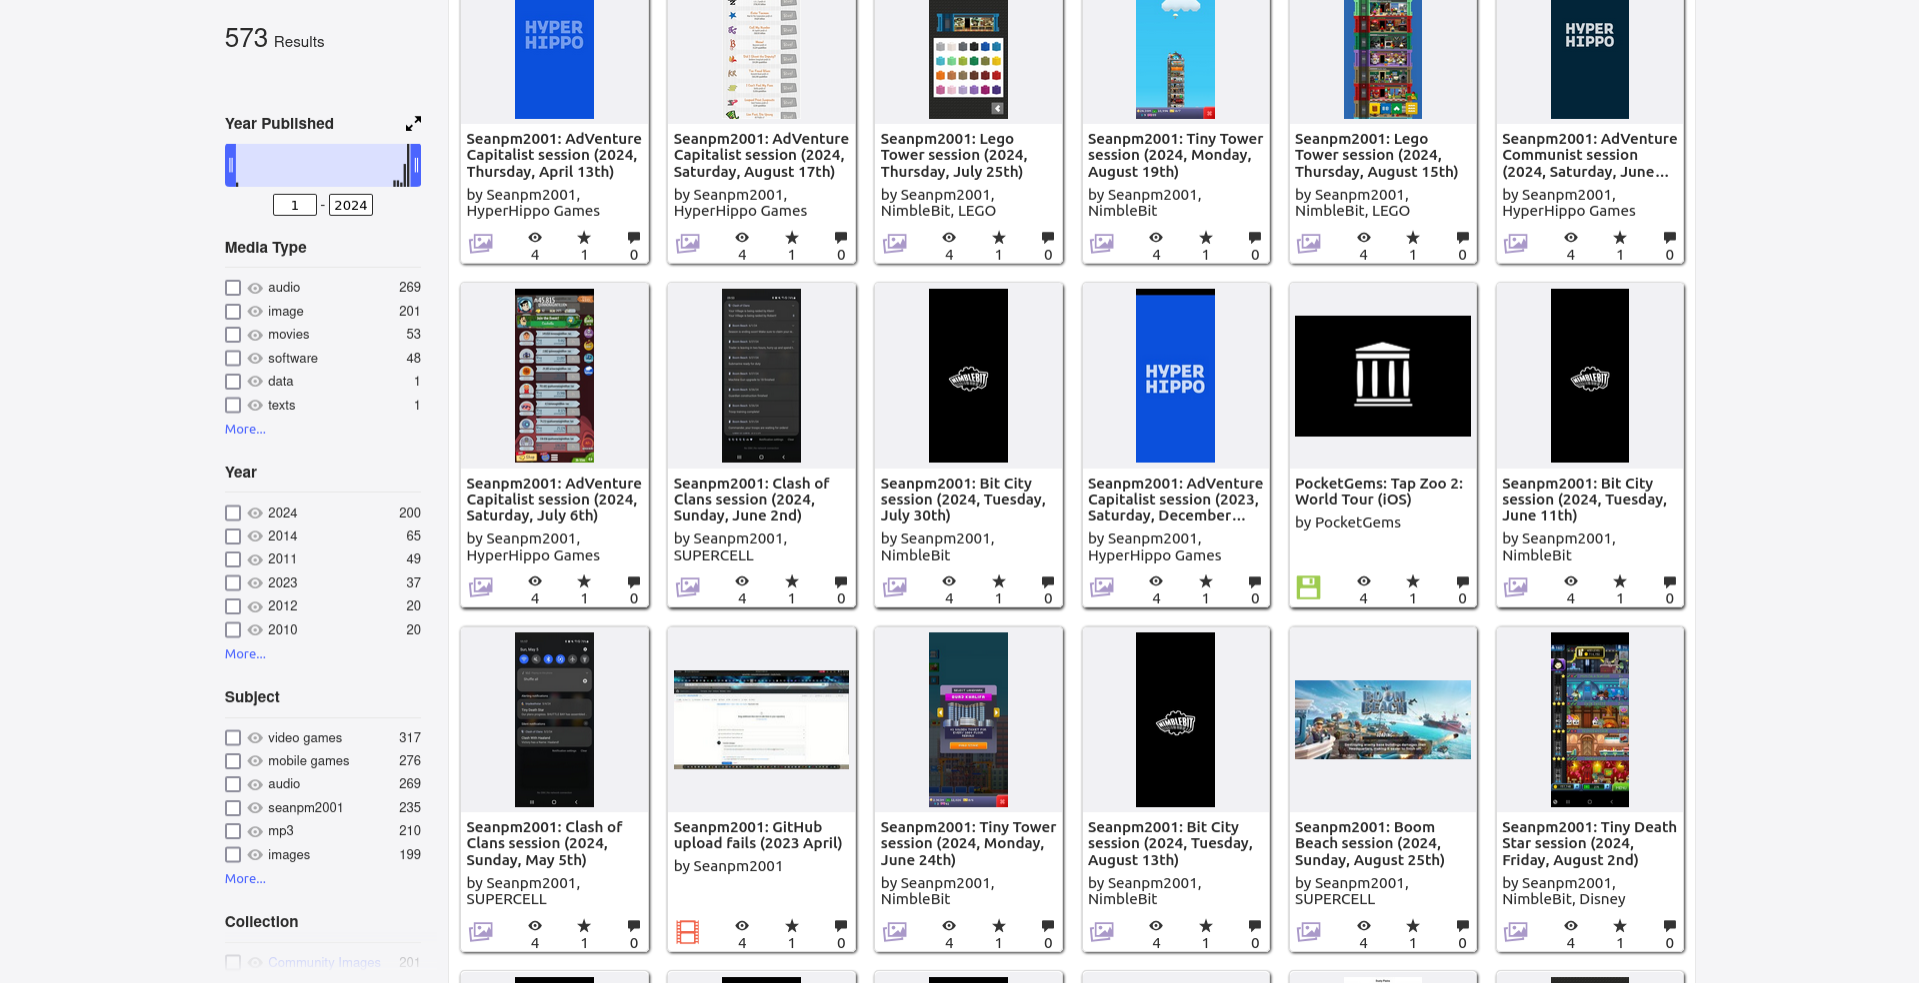 573 Results
Year Published
1 - 2024
Media Type
audio 269
image 201
movies 53
software 48
data 1
texts 1
More...
Year
2024 200
2014 65
2011 49
2023 37
2012 20
2010 20
More...
Subject
video games 317
mobile games 276
audio 269
seanpm2001 235
mp3 210
images 199
More...
Collection
Community Images 201
HYPER
HIPPO
Seanpm2001: AdVenture
Capitalist session (2024,
Thursday, April 13th)
by Seanpm2001,
HyperHippo Games
4 1 0
Seanpm2001: AdVenture
Capitalist session (2024,
Saturday, August 17th)
by Seanpm2001,
HyperHippo Games
4 1 0
Seanpm2001: Lego
Tower session (2024,
Thursday, July 25th)
by Seanpm2001,
NimbleBit, LEGO
4 1 0
Seanpm2001: Tiny Tower
session (2024, Monday,
August 19th)
by Seanpm2001,
NimbleBit
4 1 0
Seanpm2001: Lego
Tower session (2024,
Thursday, August 15th)
by Seanpm2001,
NimbleBit, LEGO
4 1 0
HYPER
HIPPO
Seanpm2001: AdVenture
Communist session
(2024, Saturday, June...
by Seanpm2001,
HyperHippo Games
4 1 0
Seanpm2001: AdVenture
Capitalist session (2024,
Saturday, July 6th)
by Seanpm2001,
HyperHippo Games
4 1 0
Seanpm2001: Clash of
Clans session (2024,
Sunday, June 2nd)
by Seanpm2001,
SUPERCELL
4 1 0
NIMBLEBIT
Seanpm2001: Bit City
session (2024, Tuesday,
July 30th)
by Seanpm2001,
NimbleBit
4 1 0
HYPER
HIPPO
Seanpm2001: AdVenture
Capitalist session (2023,
Saturday, December...
by Seanpm2001,
HyperHippo Games
4 1 0
PocketGems: Tap Zoo 2:
World Tour (iOS)
by PocketGems
4 1 0
NIMBLEBIT
Seanpm2001: Bit City
session (2024, Tuesday,
June 11th)
by Seanpm2001,
NimbleBit
4 1 0
Seanpm2001: Clash of
Clans session (2024,
Sunday, May 5th)
by Seanpm2001,
SUPERCELL
4 1 0
Seanpm2001: GitHub
upload fails (2023 April)
by Seanpm2001
4 1 0
Seanpm2001: Tiny Tower
session (2024, Monday,
June 24th)
by Seanpm2001,
NimbleBit
4 1 0
NIMBLEBIT
Seanpm2001: Bit City
session (2024, Tuesday,
August 13th)
by Seanpm2001,
NimbleBit
4 1 0
BOOM
BEACH
Seanpm2001: Boom
Beach session (2024,
Sunday, August 25th)
by Seanpm2001,
SUPERCELL
4 1 0
Seanpm2001: Tiny Death
Star session (2024,
Friday, August 2nd)
by Seanpm2001,
NimbleBit, Disney
4 1 0